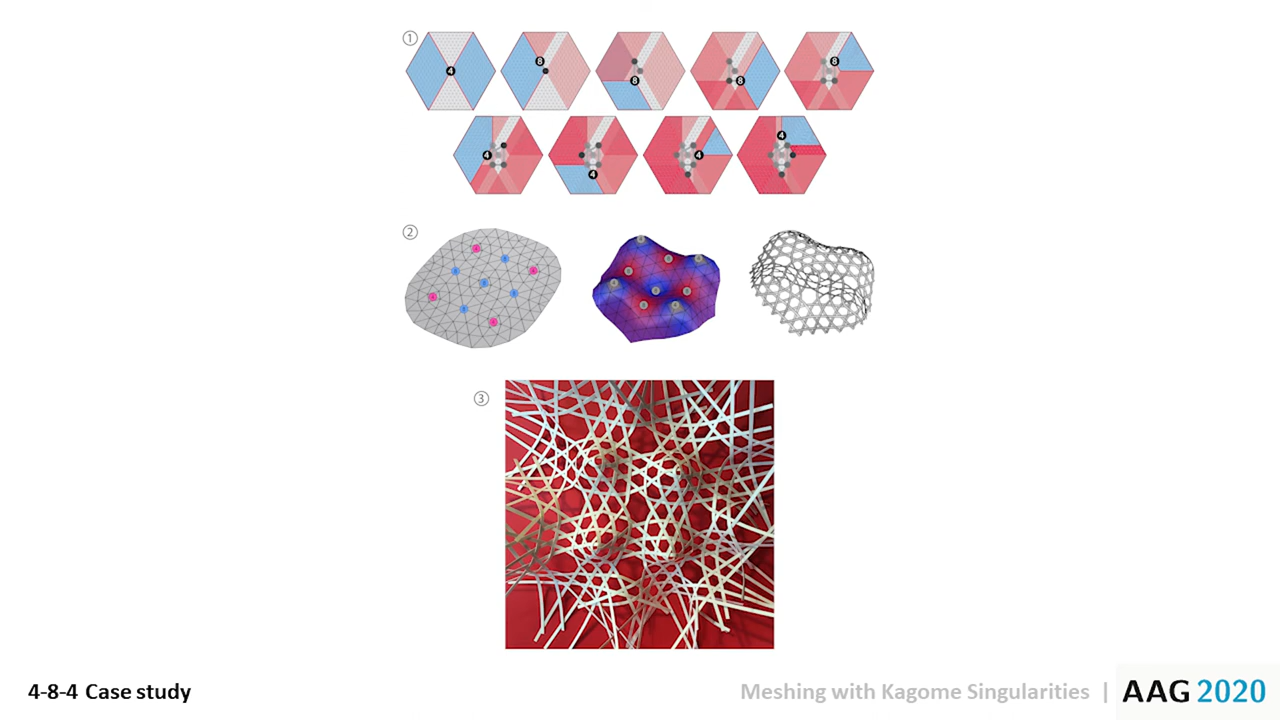 ①
4 8 8 8 8
4 4 4 4
②
③
4-8-4 Case study
Meshing with Kagome Singularities | AAG 2020